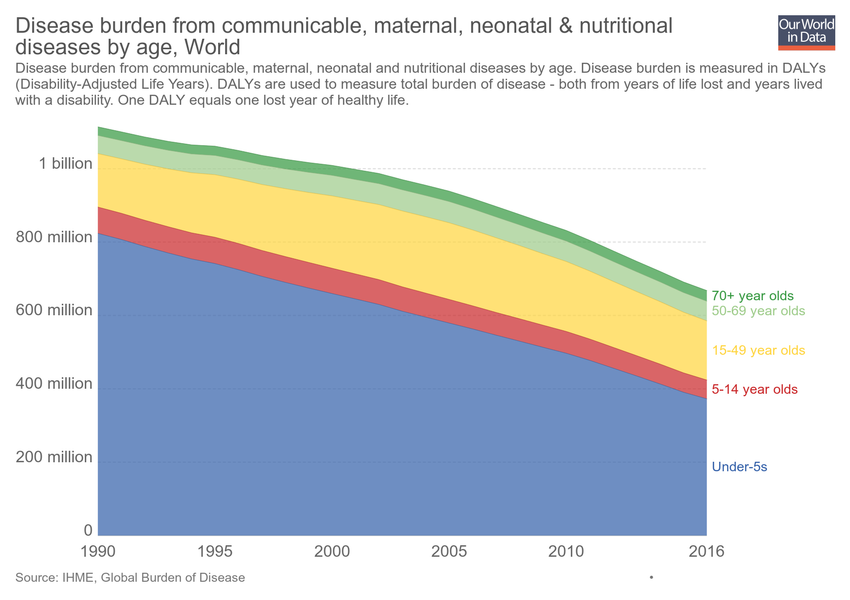 Disease burden from communicable, maternal, neonatal & nutritional
diseases by age, World
Our World
in Data
Disease burden from communicable, maternal, neonatal and nutritional diseases by age. Disease burden is measured in DALYs
(Disability-Adjusted Life Years). DALYs are used to measure total burden of disease - both from years of life lost and years lived
with a disability. One DALY equals one lost year of healthy life.
1 billion
800 million
600 million
400 million
200 million
0
70+ year olds
50-69 year olds
15-49 year olds
5-14 year olds
Under-5s
1990
1995
2000
2005
2010
2016
Source: IHME, Global Burden of Disease